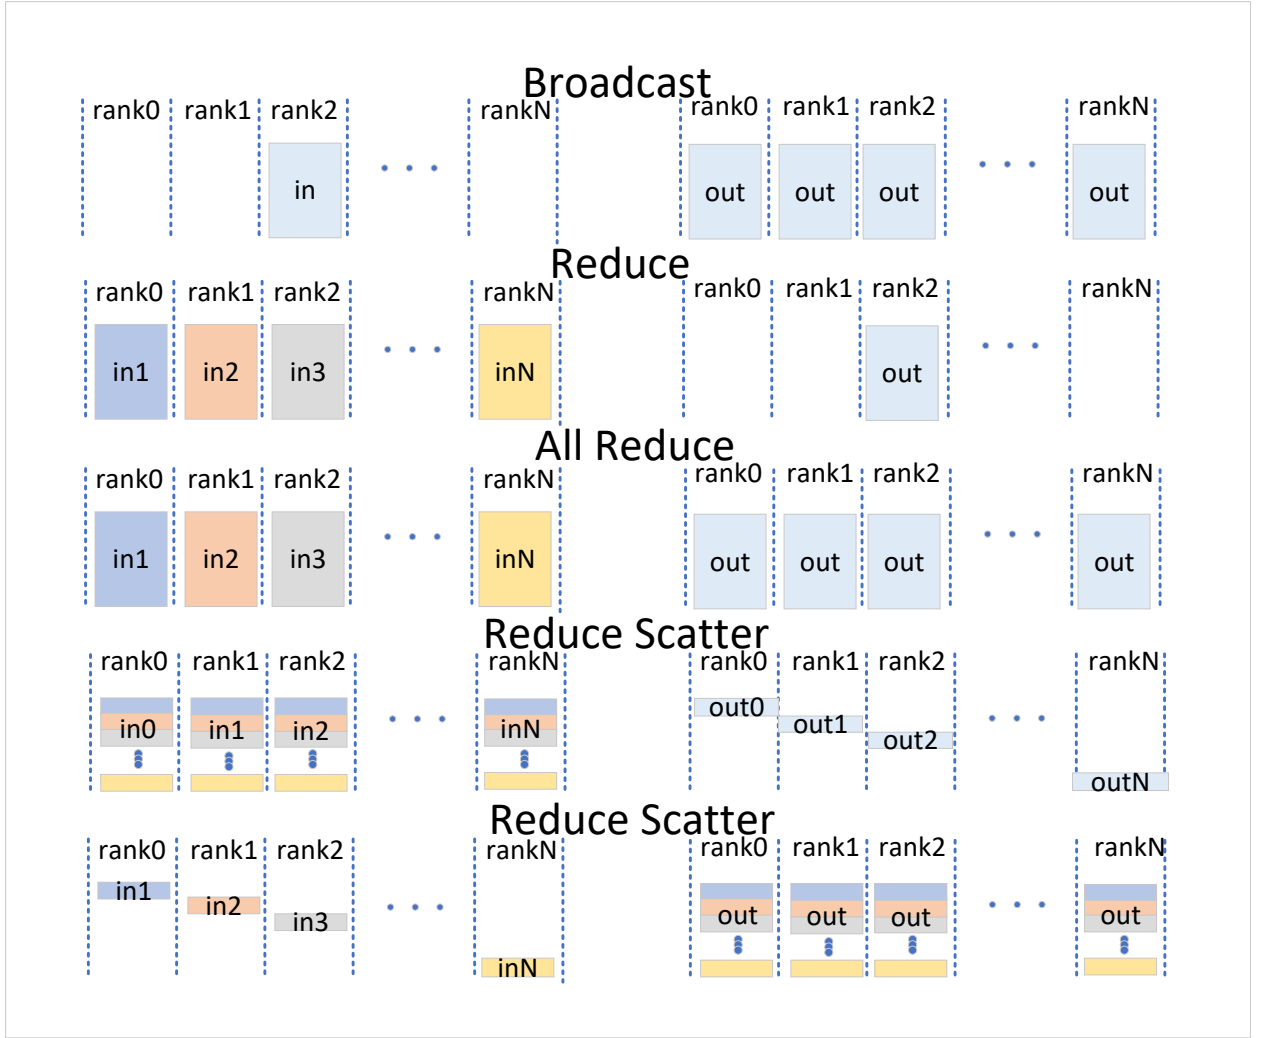 Broadcast
rank0 rank1 rank2 rankN rank0 rank1 rank2 rankN
in out out out out
Reduce
rank0 rank1 rank2 rankN rank0 rank1 rank2 rankN
in1 in2 in3 inN out
All Reduce
rank0 rank1 rank2 rankN rank0 rank1 rank2 rankN
in1 in2 in3 inN out out out out
Reduce Scatter
rank0 rank1 rank2 rankN rank0 rank1 rank2 rankN
in0 in1 in2 inN out0 out1 out2 outN
Reduce Scatter
rank0 rank1 rank2 rankN rank0 rank1 rank2 rankN
in1 in2 in3 inN out out out out